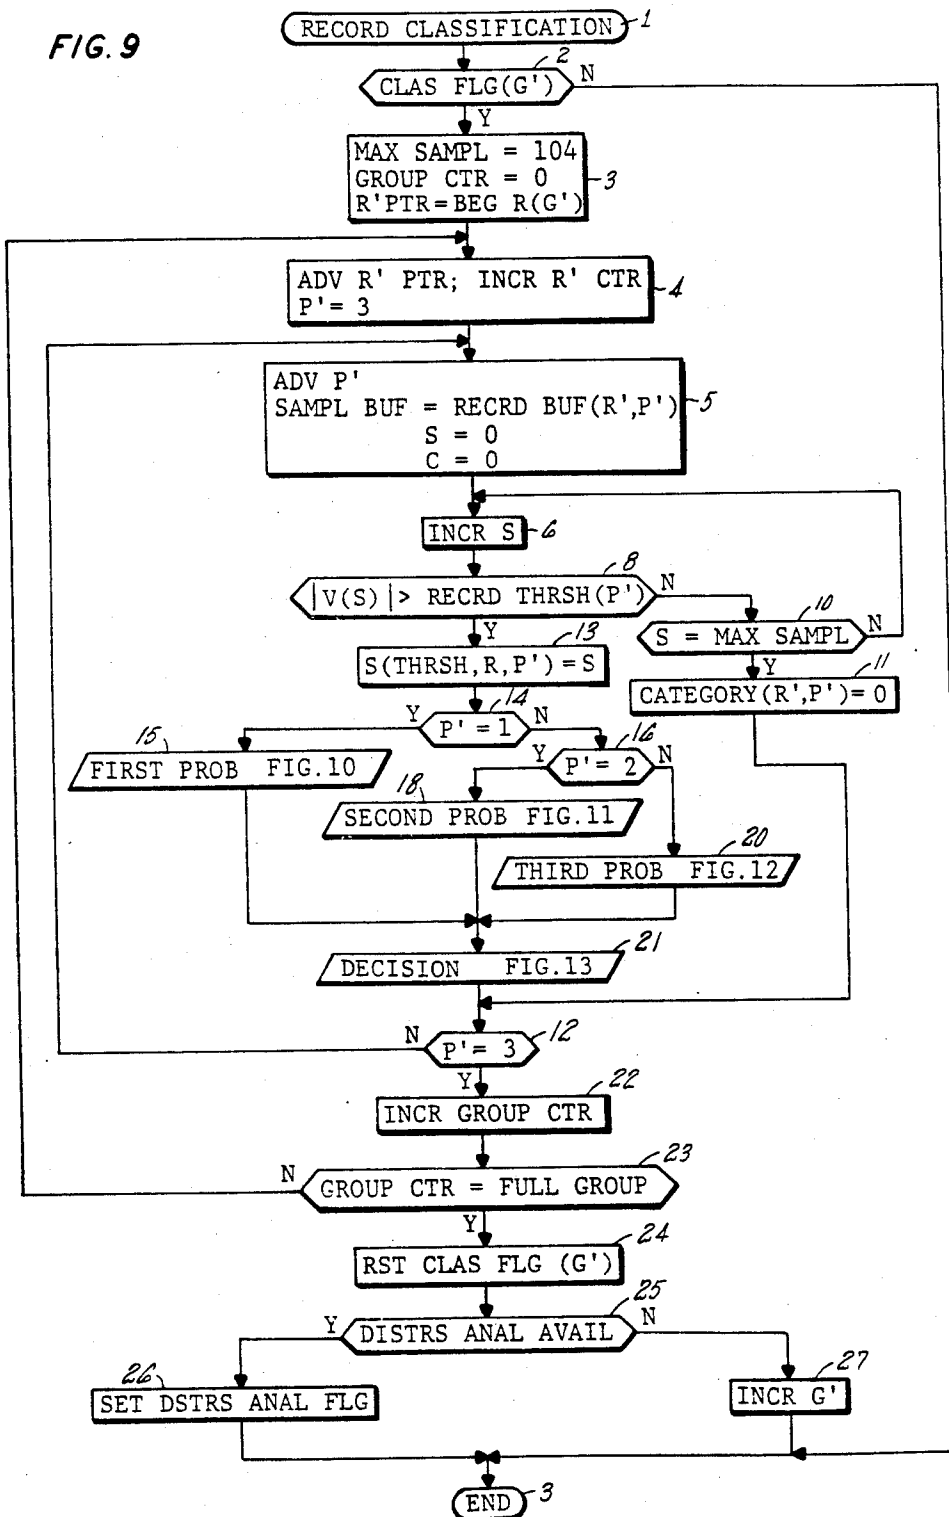 FIG. 9
RECORD CLASSIFICATION
1
2
CLAS FLG(G')
N
Y
MAX SAMPL = 104
GROUP CTR = 0
R'PTR=BEG R(G')
3
ADV R' PTR; INCR R' CTR
P'= 3
4
ADV P'
SAMPL BUF = RECRD BUF(R',P')
S = 0
C = 0
5
INCR S
6
8
|V(S)|> RECRD THRSH(P')
N
Y
10
S = MAX SAMPL
N
Y
13
S(THRSH,R,P')=S
11
CATEGORY(R',P')=0
14
Y
P'=1
N
15
FIRST PROB FIG.10
16
Y
P'= 2
N
18
SECOND PROB FIG.11
20
THIRD PROB FIG.12
21
DECISION FIG.13
N
P'= 3
12
Y
22
INCR GROUP CTR
23
N
GROUP CTR = FULL GROUP
Y
24
RST CLAS FLG (G')
25
Y
DISTRS ANAL AVAIL
N
26
SET DSTRS ANAL FLG
27
INCR G'
END
3